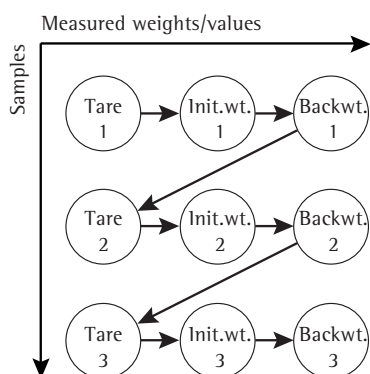 Measured weights/values
Samples
Tare
1
Init.wt.
1
Backwt.
1
Tare
2
Init.wt.
2
Backwt.
2
Tare
3
Init.wt.
3
Backwt.
3